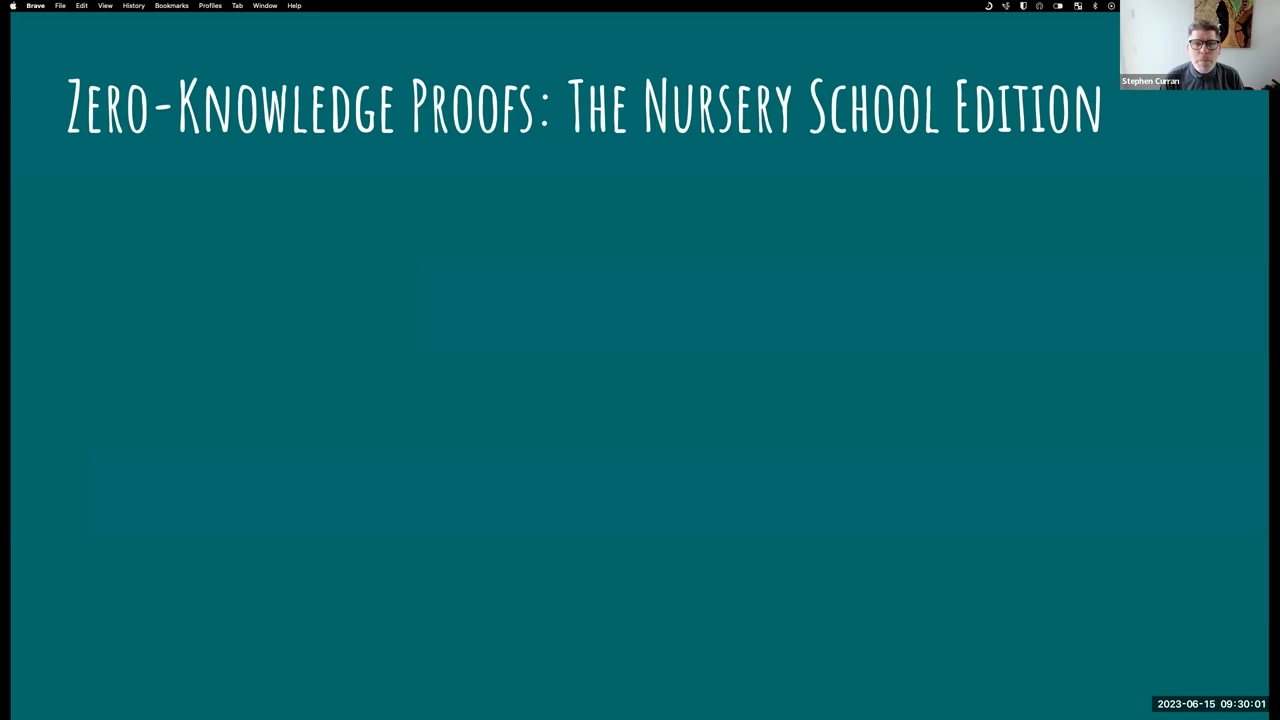 Brave File Edit View History Bookmarks Profiles Tab Window Help
Zero-Knowledge Proofs: The Nursery School Edition
Stephen Curran
2023-06-15 09:30:01